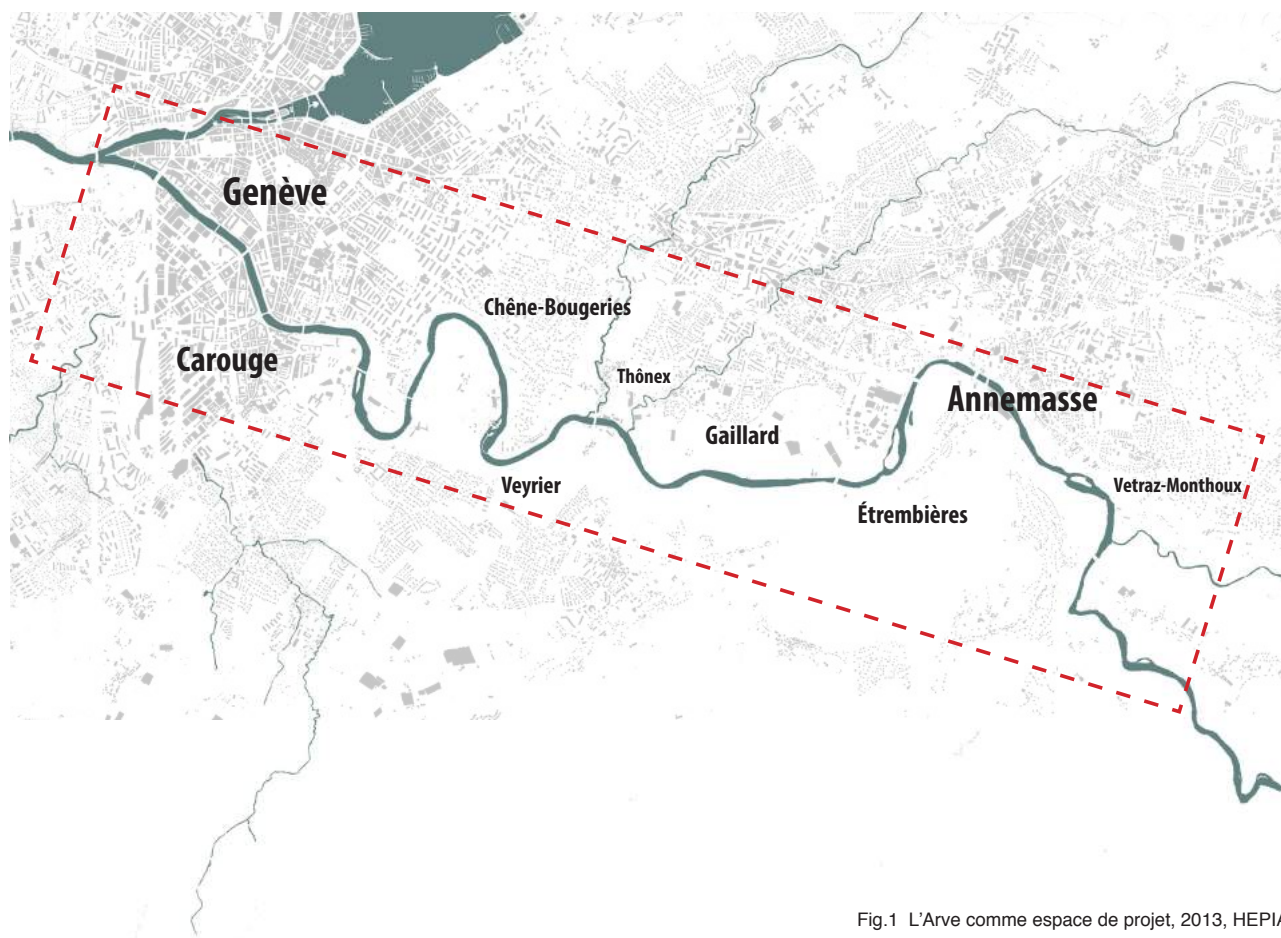 Genève
Chêne-Bougeries
Carouge
Thônex
Annemasse
Gaillard
Veyrier
Vetraz-Monthoux
Étrembières
Fig.1 L'Arve comme espace de projet, 2013, HEPIA